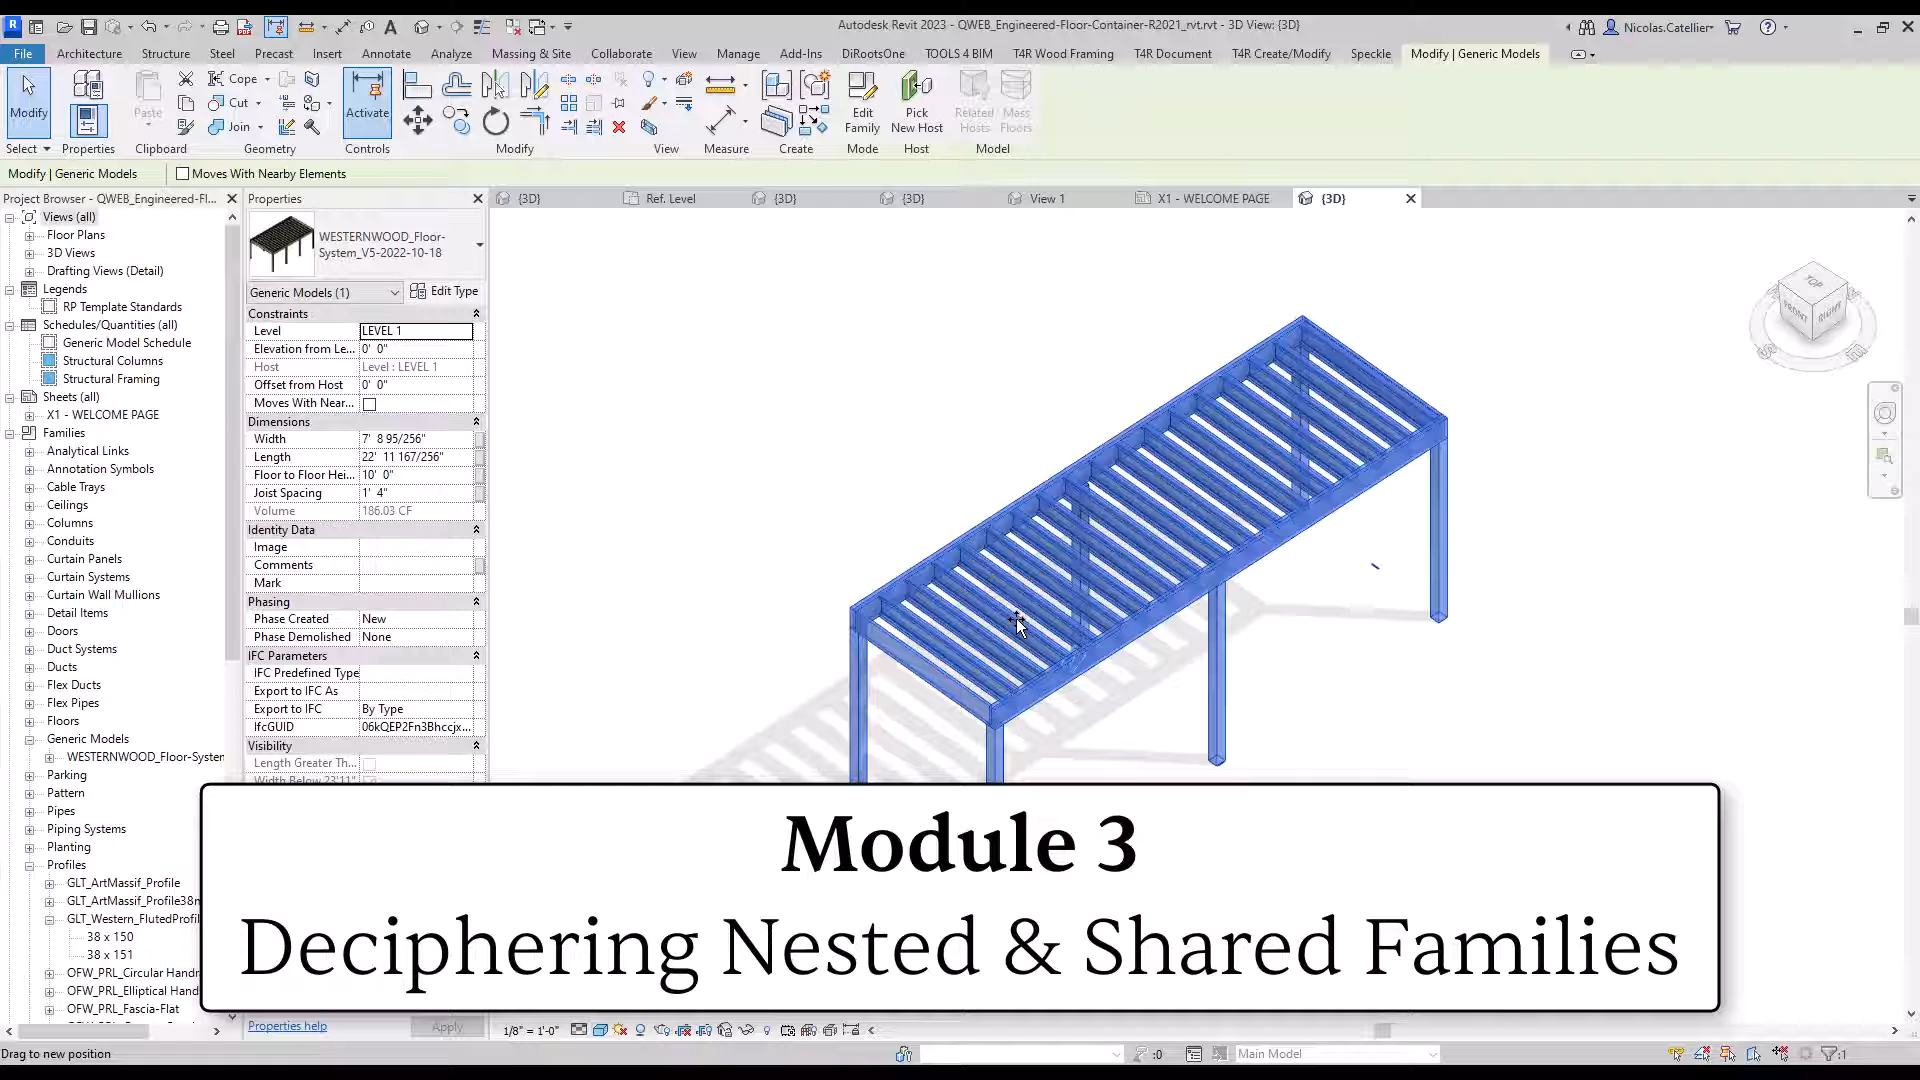 Autodesk Revit 2023 - QWEB_Engineered-Floor-Container-R2021_rvt.rvt - 3D View: {3D}
Nicolas.Catellier
File Architecture Structure Steel Precast Insert Annotate Analyze Massing & Site Collaborate View Manage Add-Ins DiRootsOne TOOLS 4 BIM T4R Wood Framing T4R Document T4R Create/Modify Speckle Modify | Generic Models
Cope
Cut
Join
Modify
Paste
Activate
Edit Family
Pick New Host
Related Hosts
Mass Floors
Select Properties Clipboard Geometry Controls Modify View Measure Create Mode Host Model
Modify | Generic Models Moves With Nearby Elements
Project Browser - QWEB_Engineered-Fl...
Views (all)
Floor Plans
3D Views
Drafting Views (Detail)
Legends
RP Template Standards
Schedules/Quantities (all)
Generic Model Schedule
Structural Columns
Structural Framing
Sheets (all)
X1 - WELCOME PAGE
Families
Analytical Links
Annotation Symbols
Cable Trays
Ceilings
Columns
Conduits
Curtain Panels
Curtain Systems
Curtain Wall Mullions
Detail Items
Doors
Duct Systems
Ducts
Flex Ducts
Flex Pipes
Floors
Generic Models
WESTERNWOOD_Floor-System
Parking
Pattern
Pipes
Piping Systems
Planting
Profiles
GLT_ArtMassif_Profile
GLT_ArtMassif_Profile38m
GLT_Western_FlutedProfil
38 x 150
38 x 151
OFW_PRL_Circular Handr
OFW_PRL_Elliptical Hand
OFW_PRL_Fascia-Flat
Properties
WESTERNWOOD_Floor-System_V5-2022-10-18
Generic Models (1) Edit Type
Constraints
Level LEVEL 1
Elevation from Le... 0' 0"
Host Level : LEVEL 1
Offset from Host 0' 0"
Moves With Near...
Dimensions
Width 7' 8 95/256"
Length 22' 11 167/256"
Floor to Floor Hei... 10' 0"
Joist Spacing 1' 4"
Volume 186.03 CF
Identity Data
Image
Comments
Mark
Phasing
Phase Created New
Phase Demolished None
IFC Parameters
IFC Predefined Type
Export to IFC As
Export to IFC By Type
IfcGUID 06kQEP2Fn3Bhccjx...
Visibility
Length Greater Th...
Width Below 23'11"
Properties help Apply
{3D} Ref. Level {3D} {3D} View 1 X1 - WELCOME PAGE {3D}
TOP
FRONT
RIGHT
Module 3
Deciphering Nested & Shared Families
1/8" = 1'-0"
Drag to new position
:0
Main Model
:1